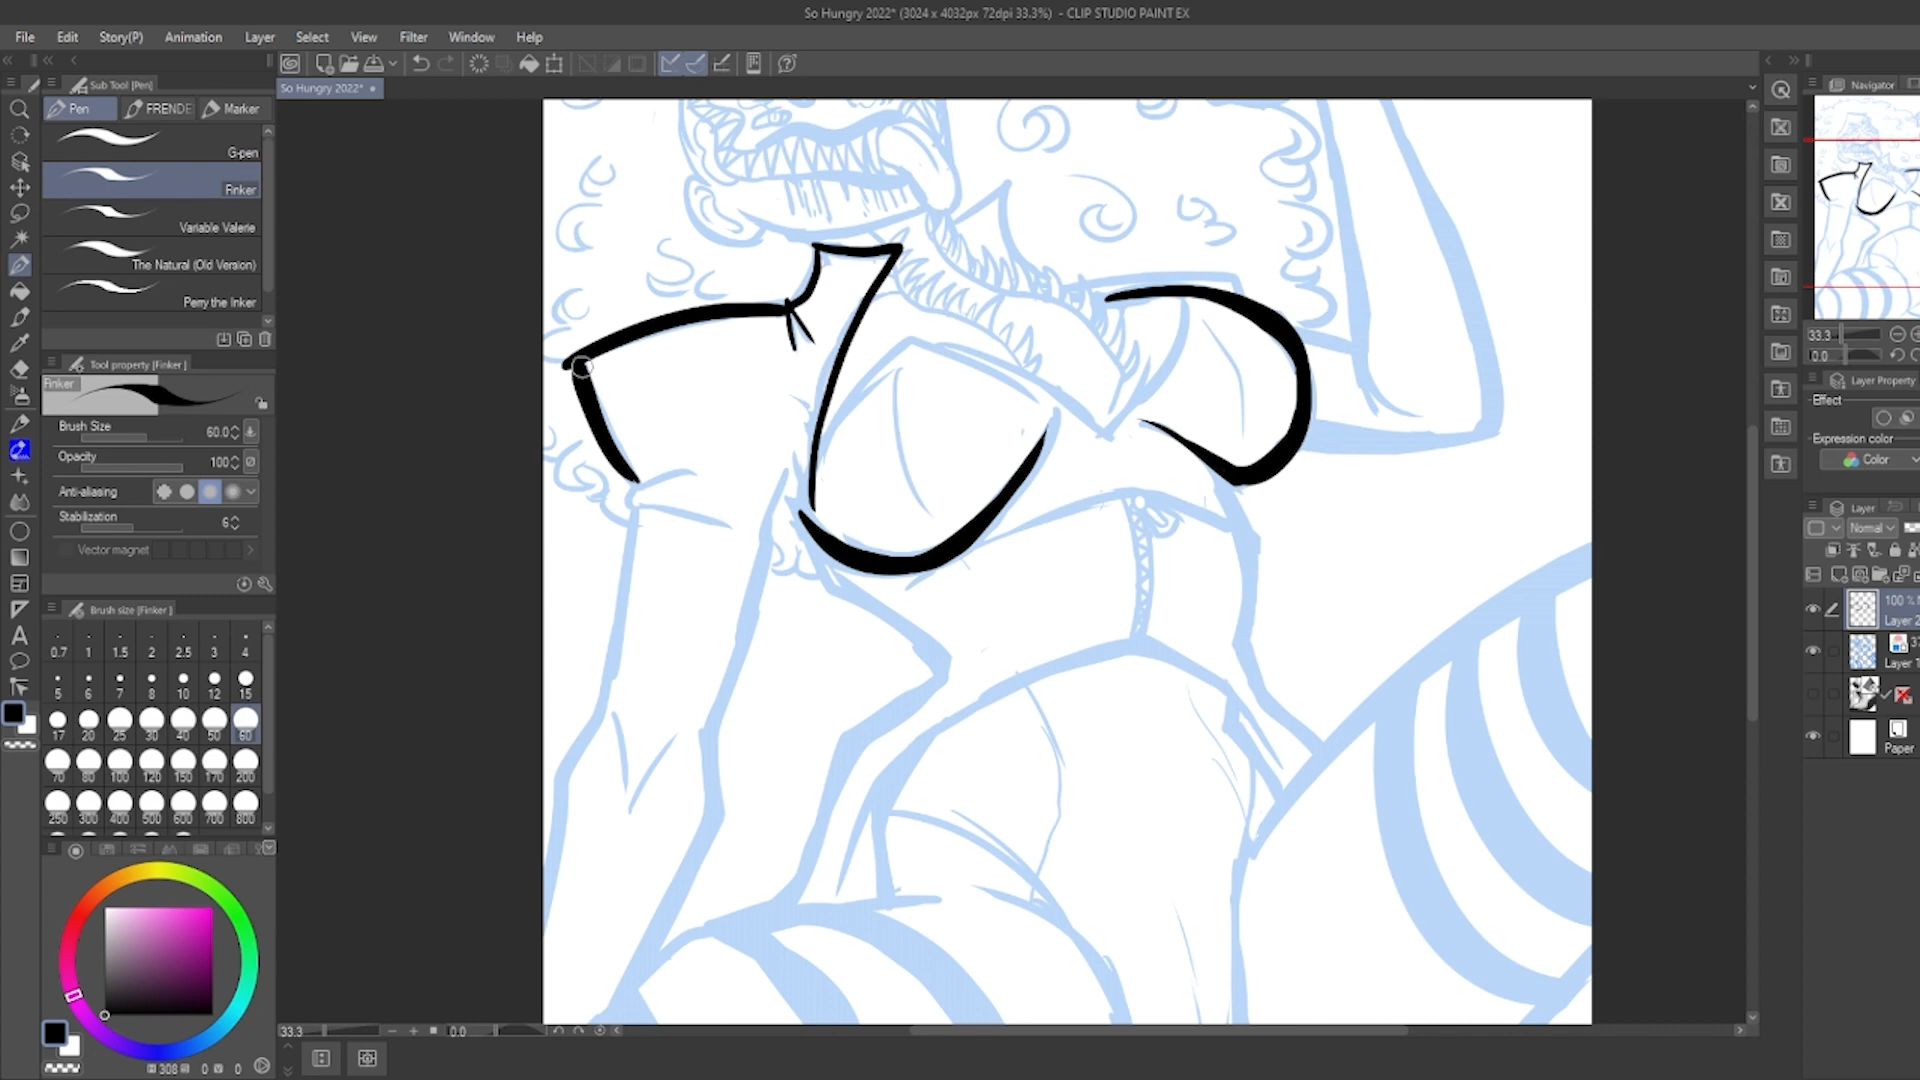 So Hungry 2022* (3024 x 4032px 72dpi 33.3%) - CLIP STUDIO PAINT EX
File Edit Story(P) Animation Layer Select View Filter Window Help
Sub Tool [Pen]
So Hungry 2022*
Navigator
Pen FRENDE Marker
G-pen
Finker
Variable Valerie
The Natural (Old Version)
Perry the Inker
33.3
0.0
Tool property [Finker ]
Finker
Layer Property
Effect
Brush Size 60.0
Expression color
Opacity 100
Color
Anti-aliasing
Stabilization 6
Layer
Normal
Vector magnet
Brush size [Finker ]
100 %
Layer 2
0.7 1 1.5 2 2.5 3 4
Layer
5 6 7 8 10 12 15
17 20 25 30 40 50 60
Paper
70 80 100 120 150 170 200
250 300 400 500 600 700 800
33.3 0.0
H 308 S 0 V 0